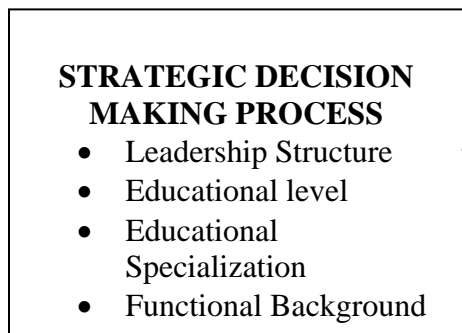 STRATEGIC DECISION
MAKING PROCESS
• Leadership Structure
• Educational level
• Educational
Specialization
• Functional Background